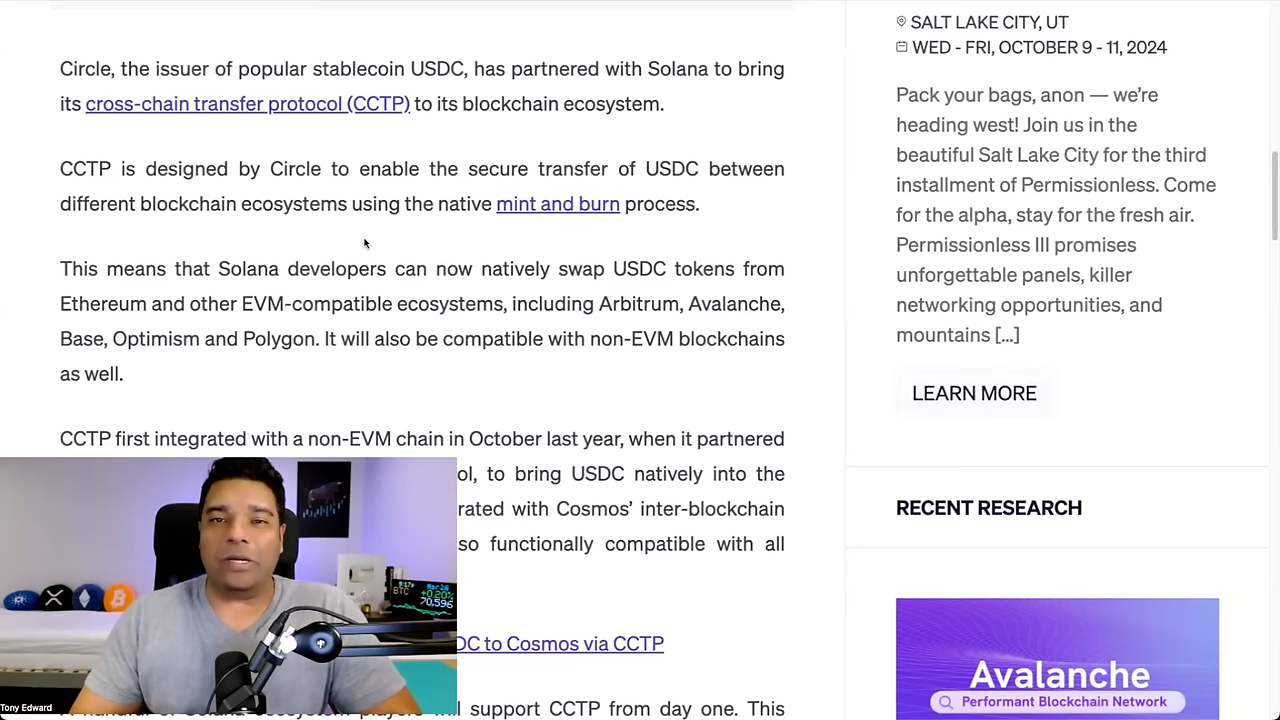 Circle, the issuer of popular stablecoin USDC, has partnered with Solana to bring
its cross-chain transfer protocol (CCTP) to its blockchain ecosystem.
CCTP is designed by Circle to enable the secure transfer of USDC between
different blockchain ecosystems using the native mint and burn process.
This means that Solana developers can now natively swap USDC tokens from
Ethereum and other EVM-compatible ecosystems, including Arbitrum, Avalanche,
Base, Optimism and Polygon. It will also be compatible with non-EVM blockchains
as well.
CCTP first integrated with a non-EVM chain in October last year, when it partnered
to bring USDC natively into the
with Cosmos’ inter-blockchain
functionally compatible with all
to Cosmos via CCTP
support CCTP from day one. This
SALT LAKE CITY, UT
WED - FRI, OCTOBER 9 - 11, 2024
Pack your bags, anon — we’re
heading west! Join us in the
beautiful Salt Lake City for the third
installment of Permissionless. Come
for the alpha, stay for the fresh air.
Permissionless III promises
unforgettable panels, killer
networking opportunities, and
mountains [...]
LEARN MORE
RECENT RESEARCH
Avalanche
Performant Blockchain Network
BTC
+0.20%
70,596
Tony Edward